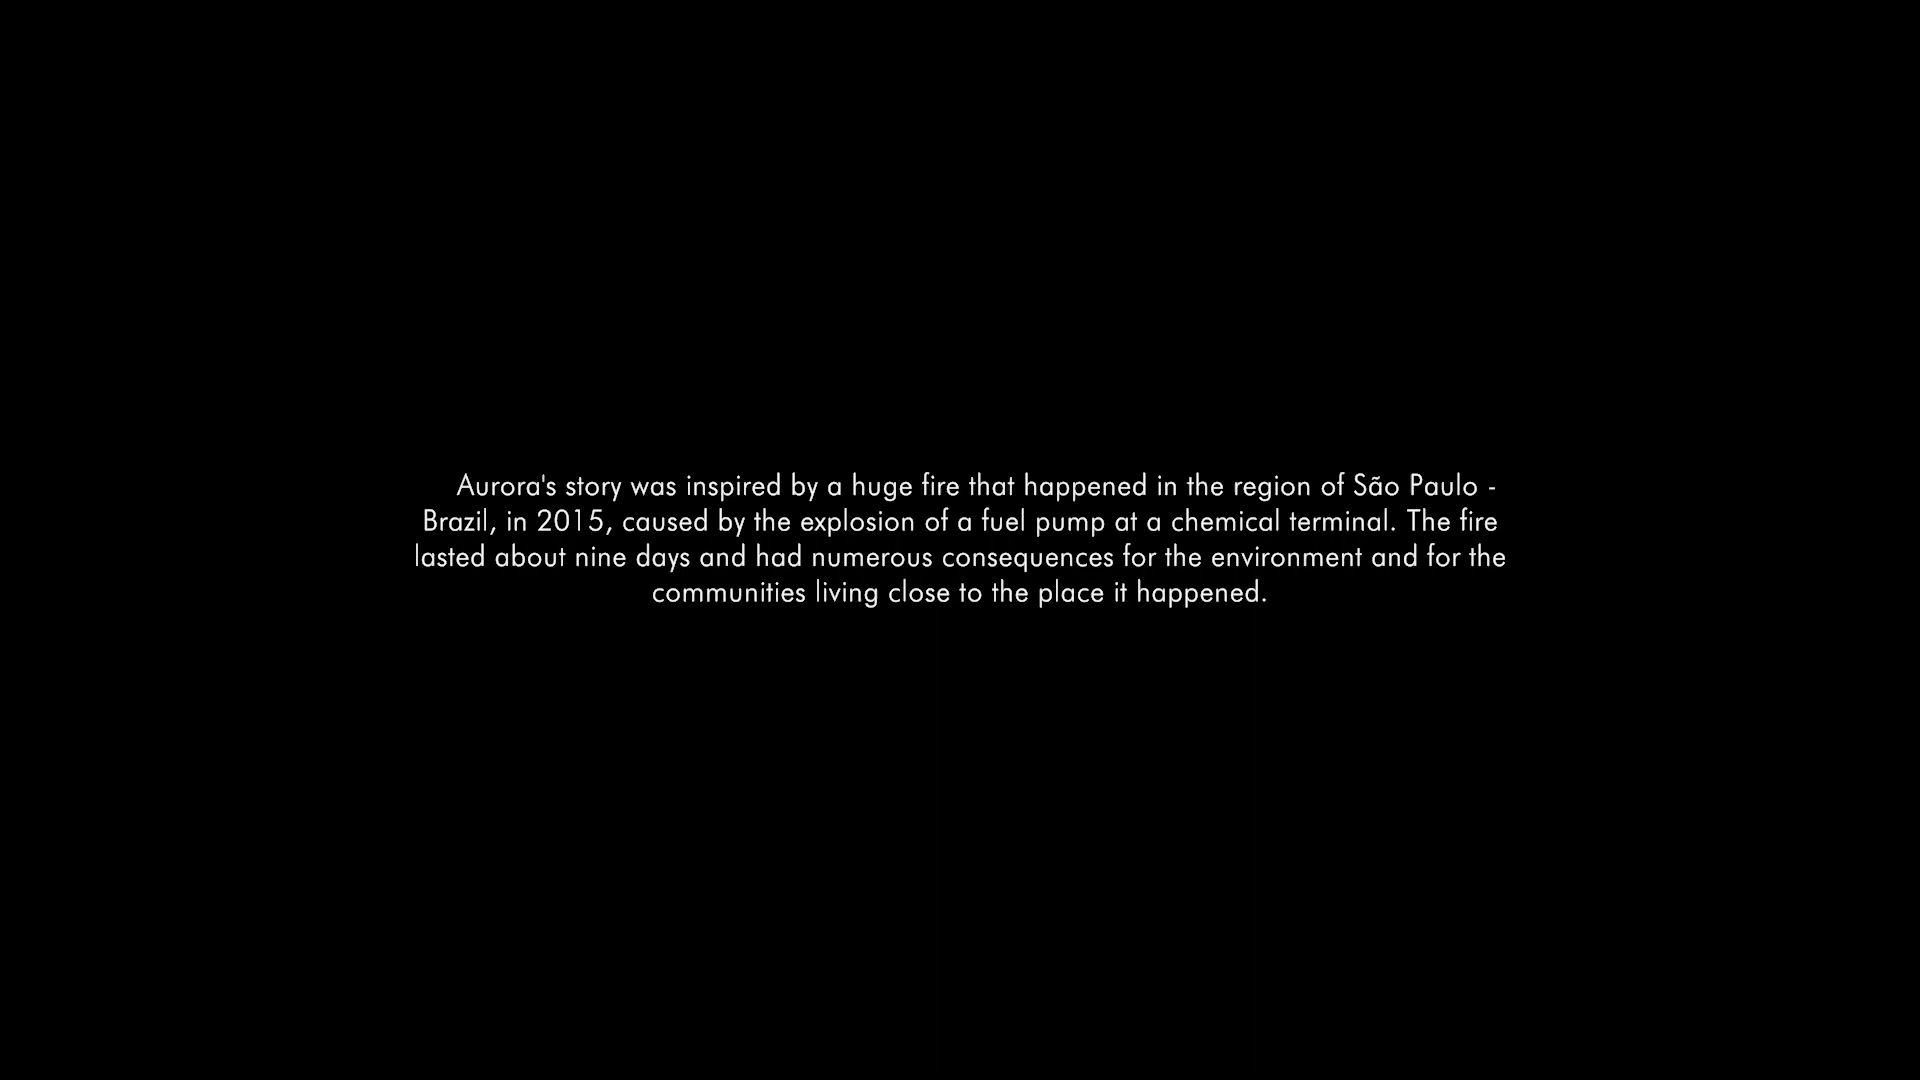 Aurora's story was inspired by a huge fire that happened in the region of São Paulo -
Brazil, in 2015, caused by the explosion of a fuel pump at a chemical terminal. The fire
lasted about nine days and had numerous consequences for the environment and for the
communities living close to the place it happened.